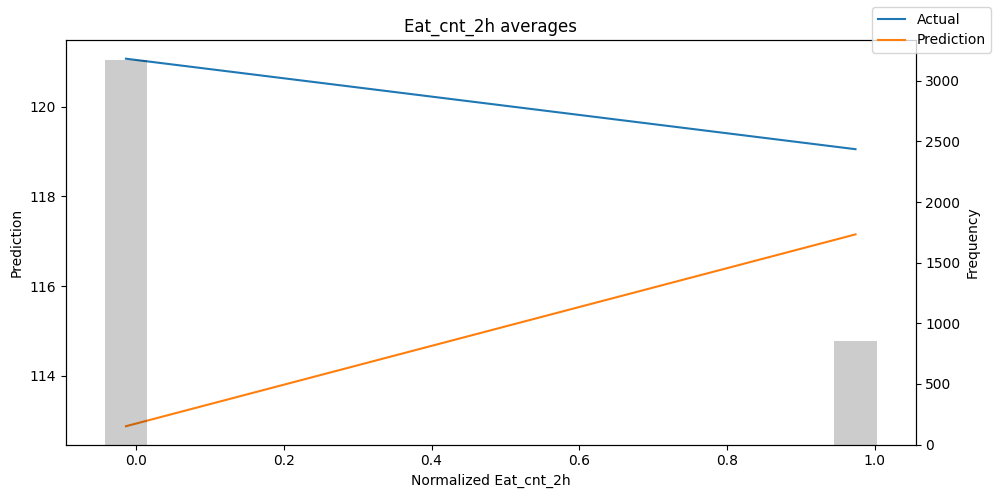 Eat_cnt_2h averages
Actual
Prediction
Prediction
120
118
116
114
3000
2500
2000
1500
1000
500
0
Frequency
0.0 0.2 0.4 0.6 0.8 1.0
Normalized Eat_cnt_2h